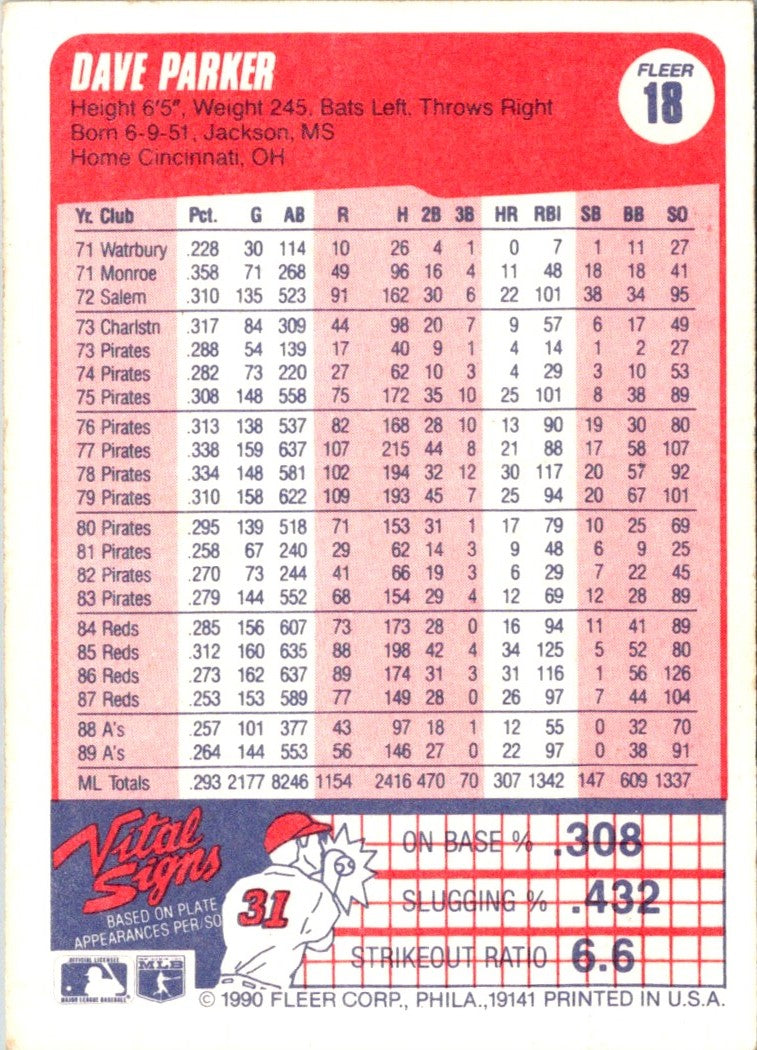 DAVE PARKER
Height 6'5", Weight 245, Bats Left, Throws Right
Born 6-9-51, Jackson, MS
Home Cincinnati, OH
FLEER
18
Yr. Club Pct. G AB R H 2B 3B HR RBI SB BB SO
71 Watrbury .228 30 114 10 26 4 1 0 7 1 11 27
71 Monroe .358 71 268 49 96 16 4 11 48 18 18 41
72 Salem .310 135 523 91 162 30 6 22 101 38 34 95
73 Charlstn .317 84 309 44 98 20 7 9 57 6 17 49
73 Pirates .288 54 139 17 40 9 1 4 14 1 2 27
74 Pirates .282 73 220 27 62 10 3 4 29 3 10 53
75 Pirates .308 148 558 75 172 35 10 25 101 8 38 89
76 Pirates .313 138 537 82 168 28 10 13 90 19 30 80
77 Pirates .338 159 637 107 215 44 8 21 88 17 58 107
78 Pirates .334 148 581 102 194 32 12 30 117 20 57 92
79 Pirates .310 158 622 109 193 45 7 25 94 20 67 101
80 Pirates .295 139 518 71 153 31 1 17 79 10 25 69
81 Pirates .258 67 240 29 62 14 3 9 48 6 9 25
82 Pirates .270 73 244 41 66 19 3 6 29 7 22 45
83 Pirates .279 144 552 68 154 29 4 12 69 12 28 89
84 Reds .285 156 607 73 173 28 0 16 94 11 41 89
85 Reds .312 160 635 88 198 42 4 34 125 5 52 80
86 Reds .273 162 637 89 174 31 3 31 116 1 56 126
87 Reds .253 153 589 77 149 28 0 26 97 7 44 104
88 A's .257 101 377 43 97 18 1 12 55 0 32 70
89 A's .264 144 553 56 146 27 0 22 97 0 38 91
ML Totals .293 2177 8246 1154 2416 470 70 307 1342 147 609 1337
Vital
Signs
BASED ON PLATE
APPEARANCES PER/SO
31
ON BASE % .308
SLUGGING % .432
STRIKEOUT RATIO 6.6
OFFICIAL LICENSEE
MAJOR LEAGUE BASEBALL
MLB
© 1990 FLEER CORP., PHILA.,19141 PRINTED IN U.S.A.